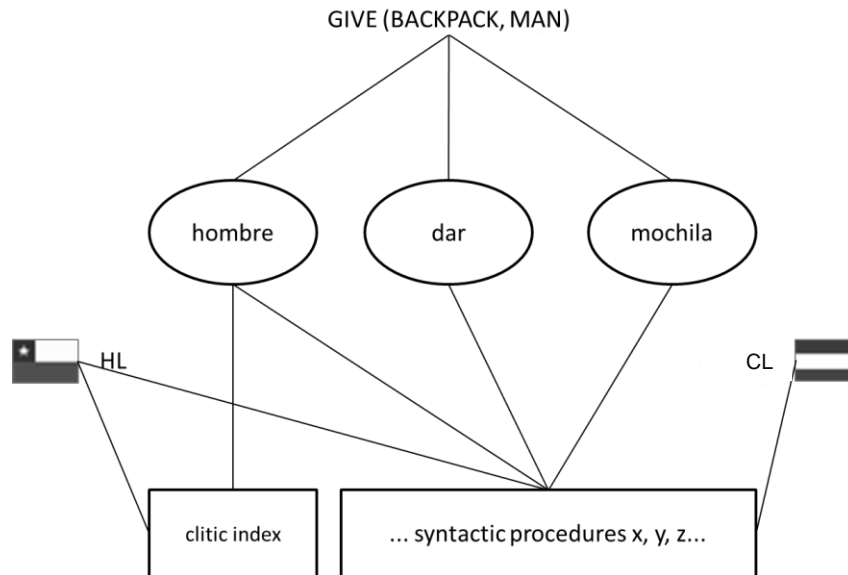 GIVE (BACKPACK, MAN)
hombre
dar
mochila
HL
CL
clitic index
... syntactic procedures x, y, z...